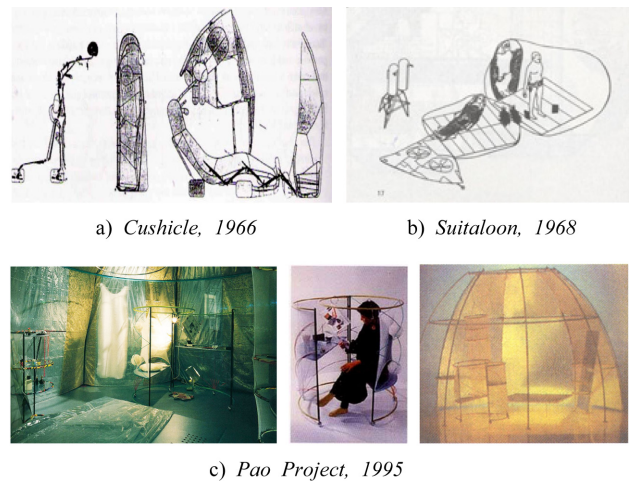 17
a) Cushicle, 1966
b) Suitaloon, 1968
c) Pao Project, 1995